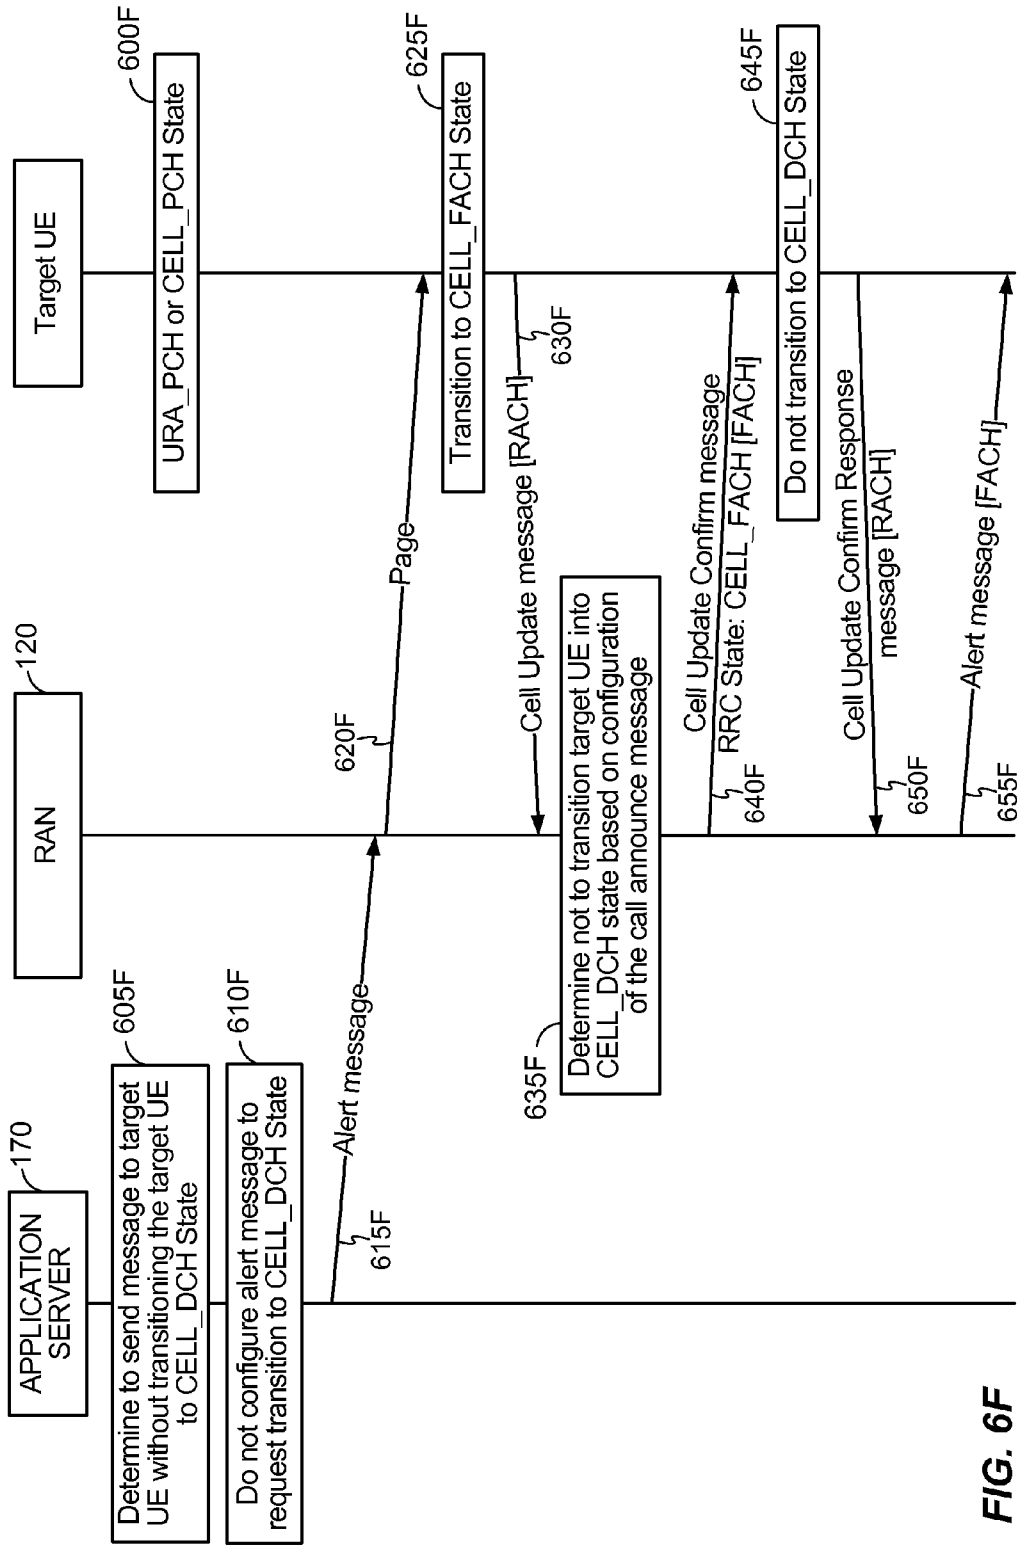 APPLICATION
SERVER
170
RAN
120
Target UE
URA_PCH or CELL_PCH State
600F
Determine to send message to target
UE without transitioning the target UE
to CELL_DCH State
605F
Do not configure alert message to
request transition to CELL_DCH State
610F
Alert message
615F
Page
620F
Transition to CELL_FACH State
625F
Cell Update message [RACH]
630F
Determine not to transition target UE into
CELL_DCH state based on configuration
of the call announce message
635F
Cell Update Confirm message
RRC State: CELL_FACH [FACH]
640F
Do not transition to CELL_DCH State
645F
Cell Update Confirm Response
message [RACH]
650F
Alert message [FACH]
655F
FIG. 6F